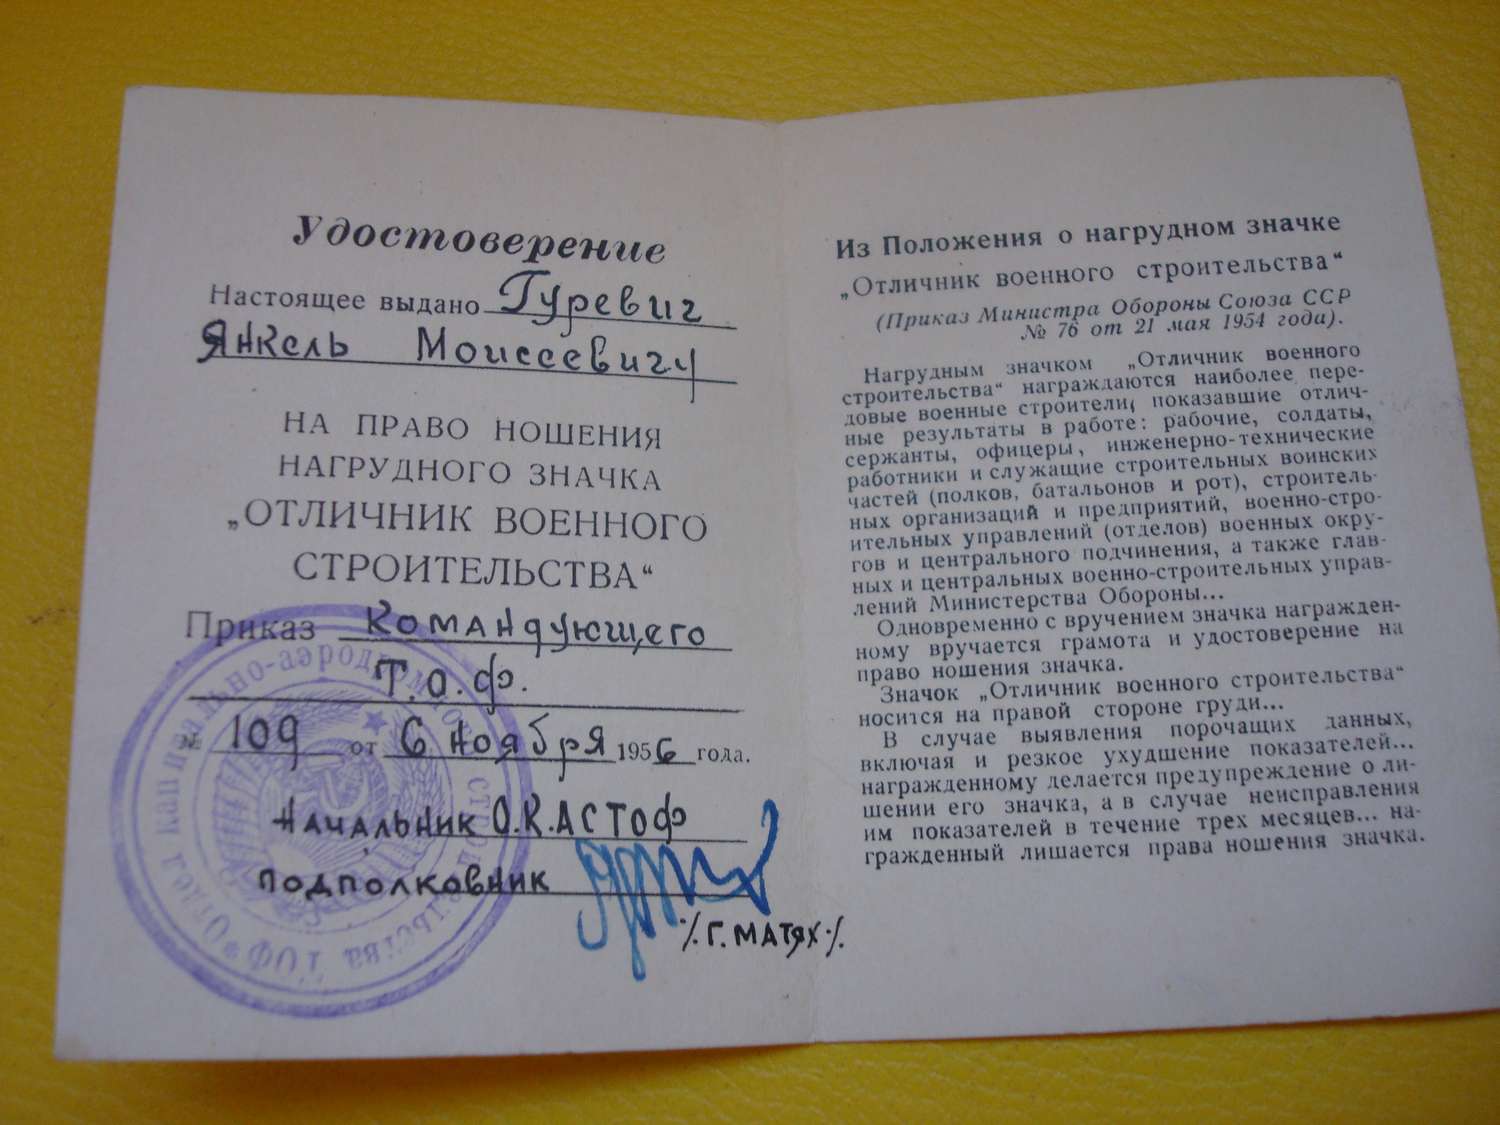 Удостоверение
Настоящее выдано Гуревич
Янкель Моисеевичу
НА ПРАВО НОШЕНИЯ
НАГРУДНОГО ЗНАЧКА
„ОТЛИЧНИК ВОЕННОГО
СТРОИТЕЛЬСТВА“
Приказ Командующего
Т.О.Ф.
№ 109 от 6 ноября 1956 года.
Начальник О.К.АСТОФ
подполковник
/Г. МАТЯХ/
Отдел капитально-аэродромного строительства ТОФ
Из Положения о нагрудном значке
„Отличник военного строительства“
(Приказ Министра Обороны Союза ССР
№ 76 от 21 мая 1954 года).
Нагрудным значком „Отличник военного
строительства“ награждаются наиболее пере-
довые военные строители, показавшие отлич-
ные результаты в работе: рабочие, солдаты,
сержанты, офицеры, инженерно-технические
работники и служащие строительных воинских
частей (полков, батальонов и рот), строитель-
ных организаций и предприятий, военно-стро-
ительных управлений (отделов) военных окру-
гов и центрального подчинения, а также глав-
ных и центральных военно-строительных управ-
лений Министерства Обороны...
Одновременно с вручением значка награжден-
ному вручается грамота и удостоверение на
право ношения значка.
Значок „Отличник военного строительства“
носится на правой стороне груди...
В случае выявления порочащих данных,
включая и резкое ухудшение показателей...
награжденному делается предупреждение о ли-
шении его значка, а в случае неисправления
им показателей в течение трех месяцев... на-
гражденный лишается права ношения значка.